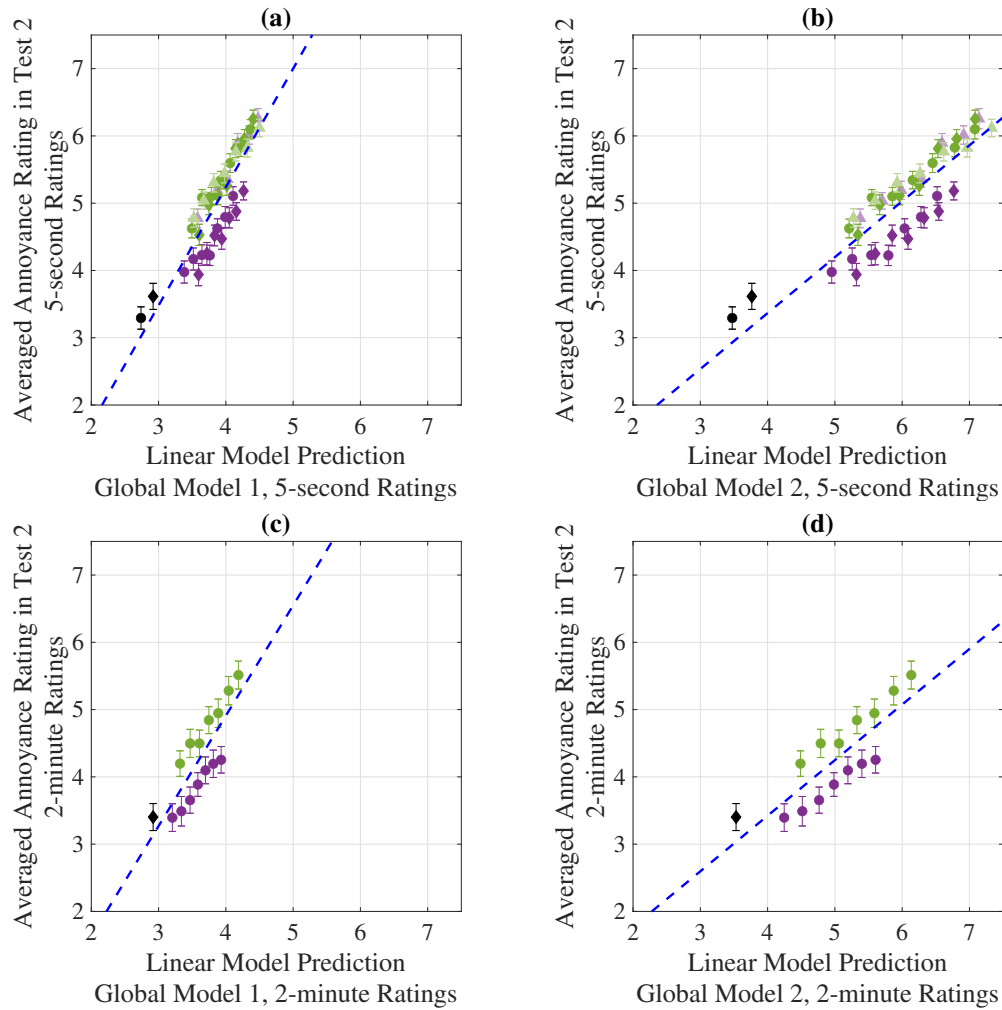 (a)
Averaged Annoyance Rating in Test 2
5-second Ratings
7
6
5
4
3
2
2 3 4 5 6 7
Linear Model Prediction
Global Model 1, 5-second Ratings
(b)
Averaged Annoyance Rating in Test 2
5-second Ratings
7
6
5
4
3
2
2 3 4 5 6 7
Linear Model Prediction
Global Model 2, 5-second Ratings
(c)
Averaged Annoyance Rating in Test 2
2-minute Ratings
7
6
5
4
3
2
2 3 4 5 6 7
Linear Model Prediction
Global Model 1, 2-minute Ratings
(d)
Averaged Annoyance Rating in Test 2
2-minute Ratings
7
6
5
4
3
2
2 3 4 5 6 7
Linear Model Prediction
Global Model 2, 2-minute Ratings